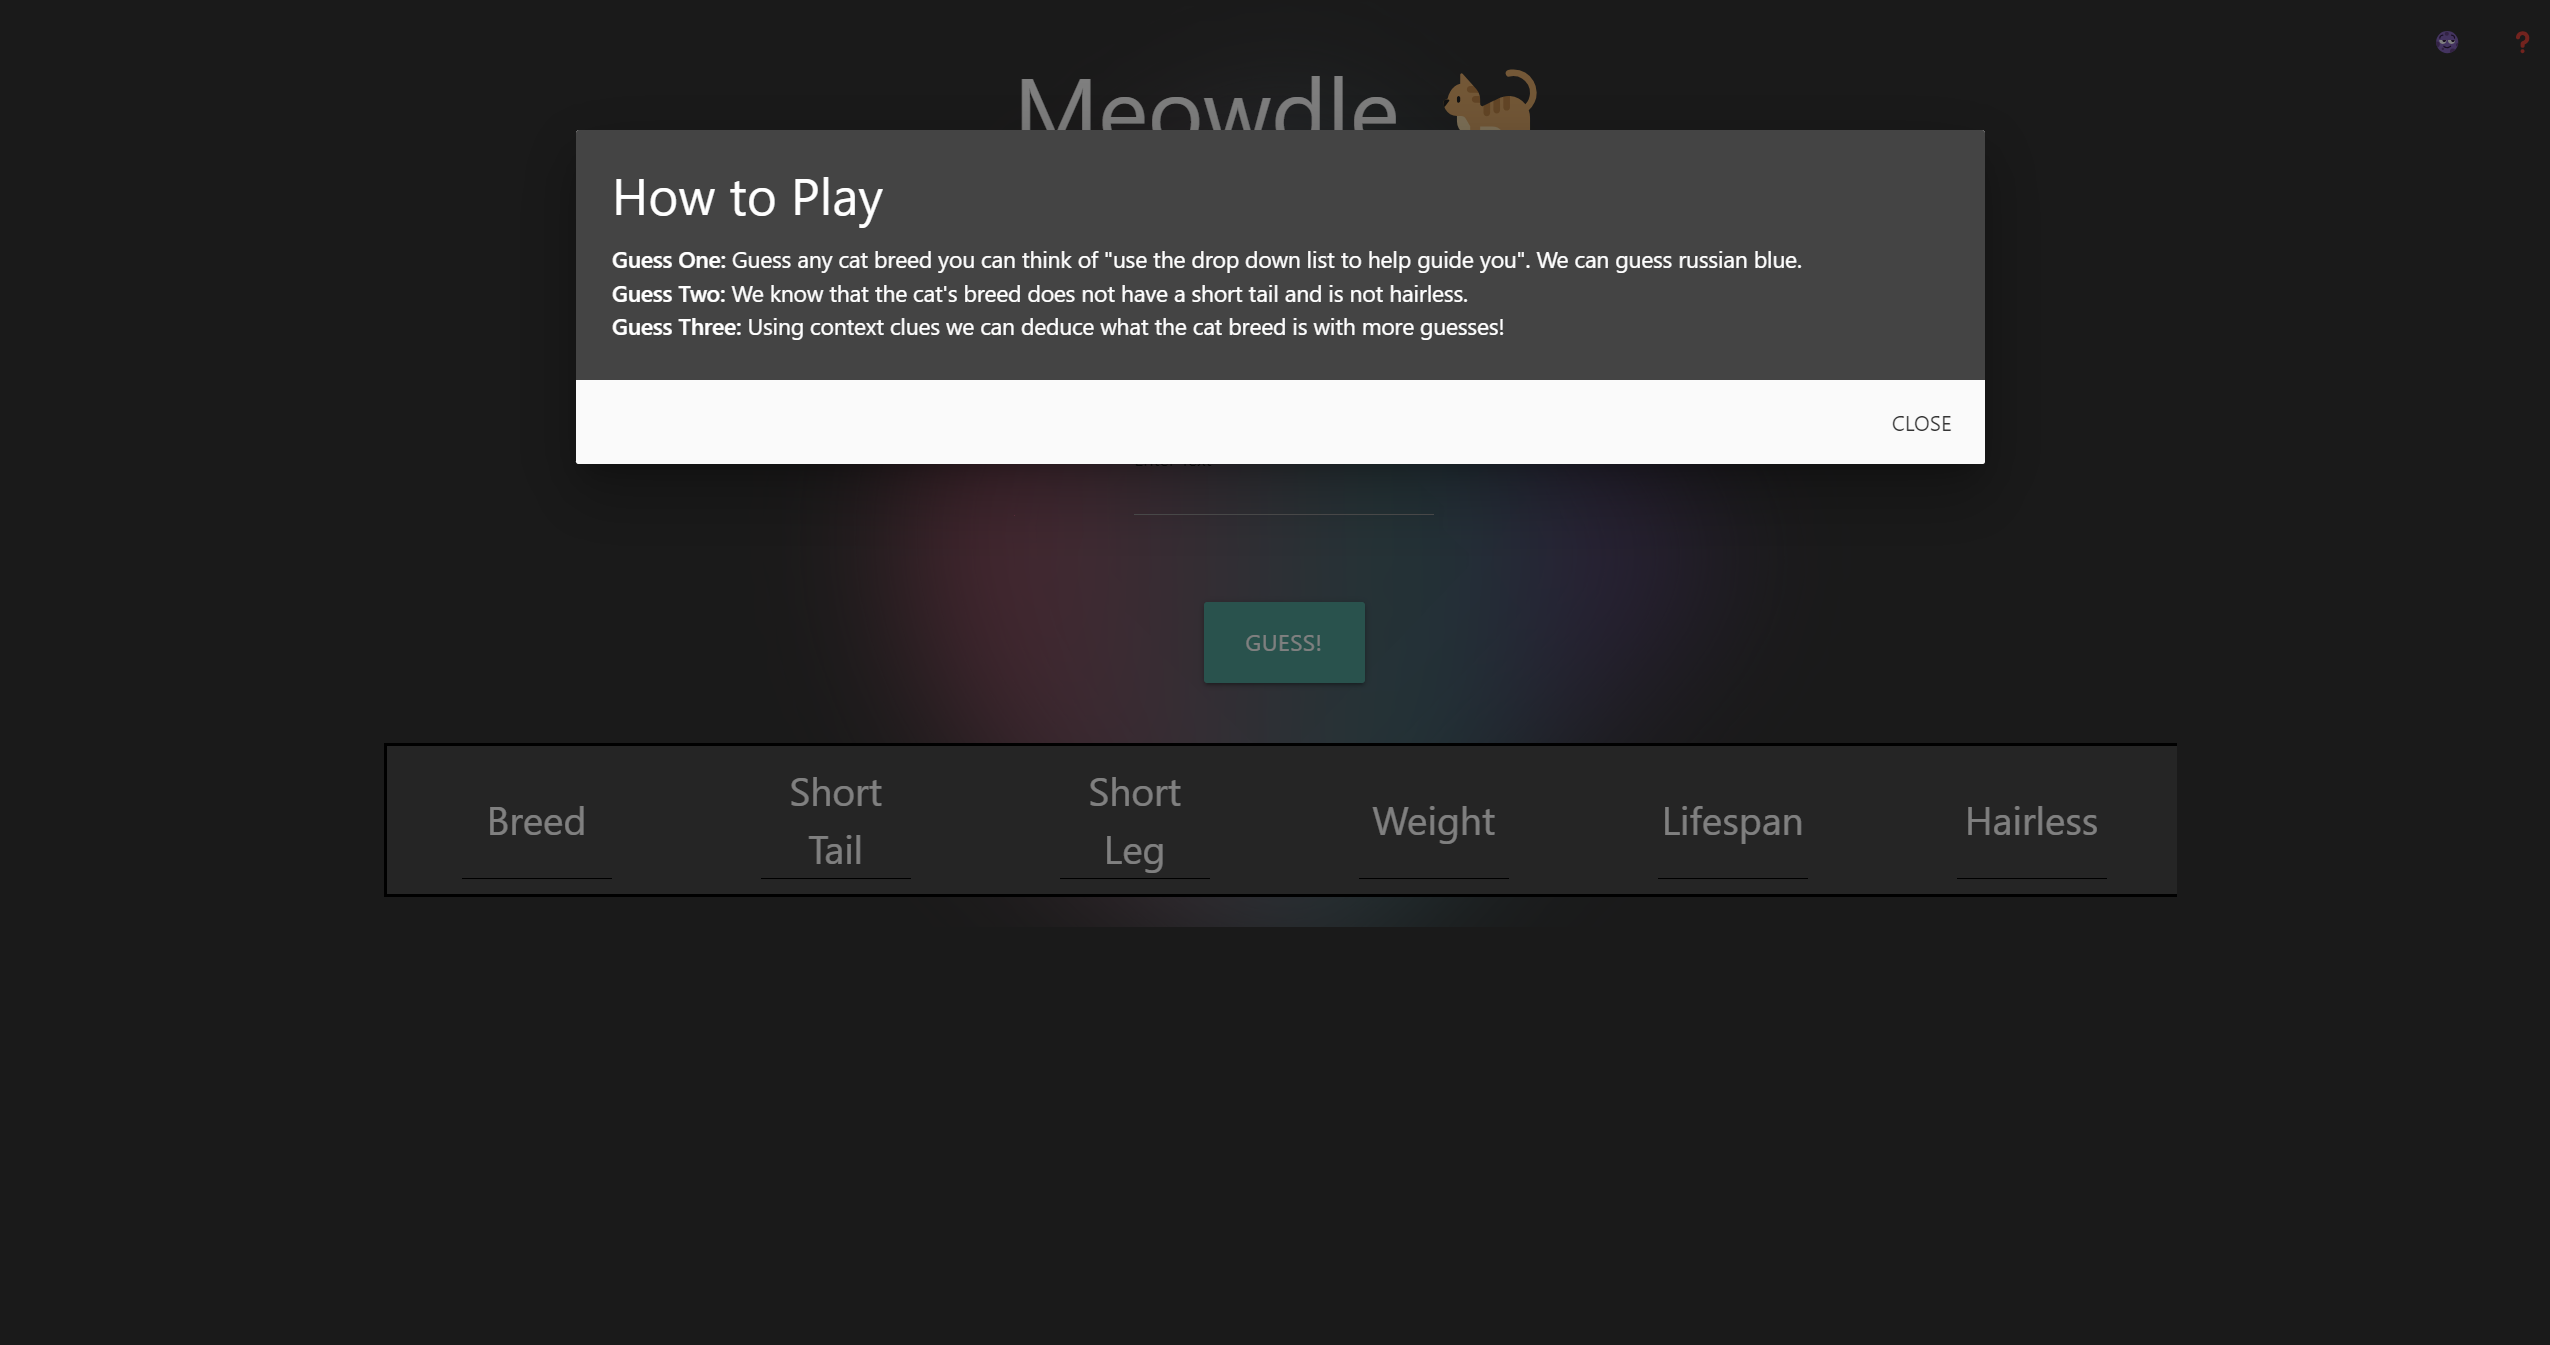 Meowdle
How to Play
Guess One: Guess any cat breed you can think of "use the drop down list to help guide you". We can guess russian blue.
Guess Two: We know that the cat's breed does not have a short tail and is not hairless.
Guess Three: Using context clues we can deduce what the cat breed is with more guesses!
CLOSE
GUESS!
Breed
Short
Tail
Short
Leg
Weight
Lifespan
Hairless